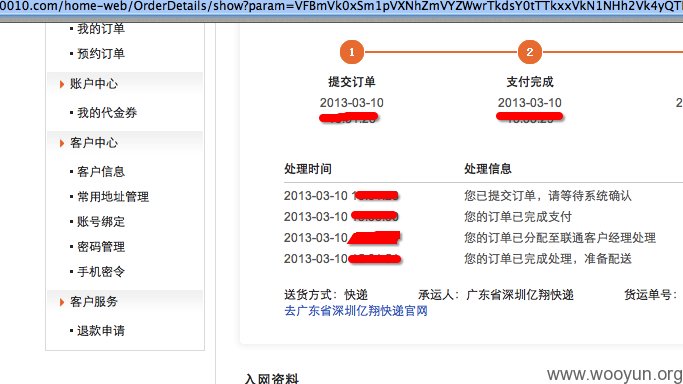 0010.com/home-web/OrderDetails/show?param=VFBmVk0xSm1pVXNhZmVYZWwrTkdsY0tTTkxxVkN1NHh2Vk4yQT
我的订单
预约订单
账户中心
我的代金券
客户中心
客户信息
常用地址管理
账号绑定
密码管理
手机密令
客户服务
退款申请
1 2
提交订单 支付完成
2013-03-10 2013-03-10 2
处理时间 处理信息
2013-03-10 您已提交订单，请等待系统确认
2013-03-10 您的订单已完成支付
2013-03-10 您的订单已分配至联通客户经理处理
2013-03-10 您的订单已完成处理，准备配送
送货方式：快递 承运人：广东省深圳亿翔快递 货运单号：
去广东省深圳亿翔快递官网
入网资料
www.wooyun.org